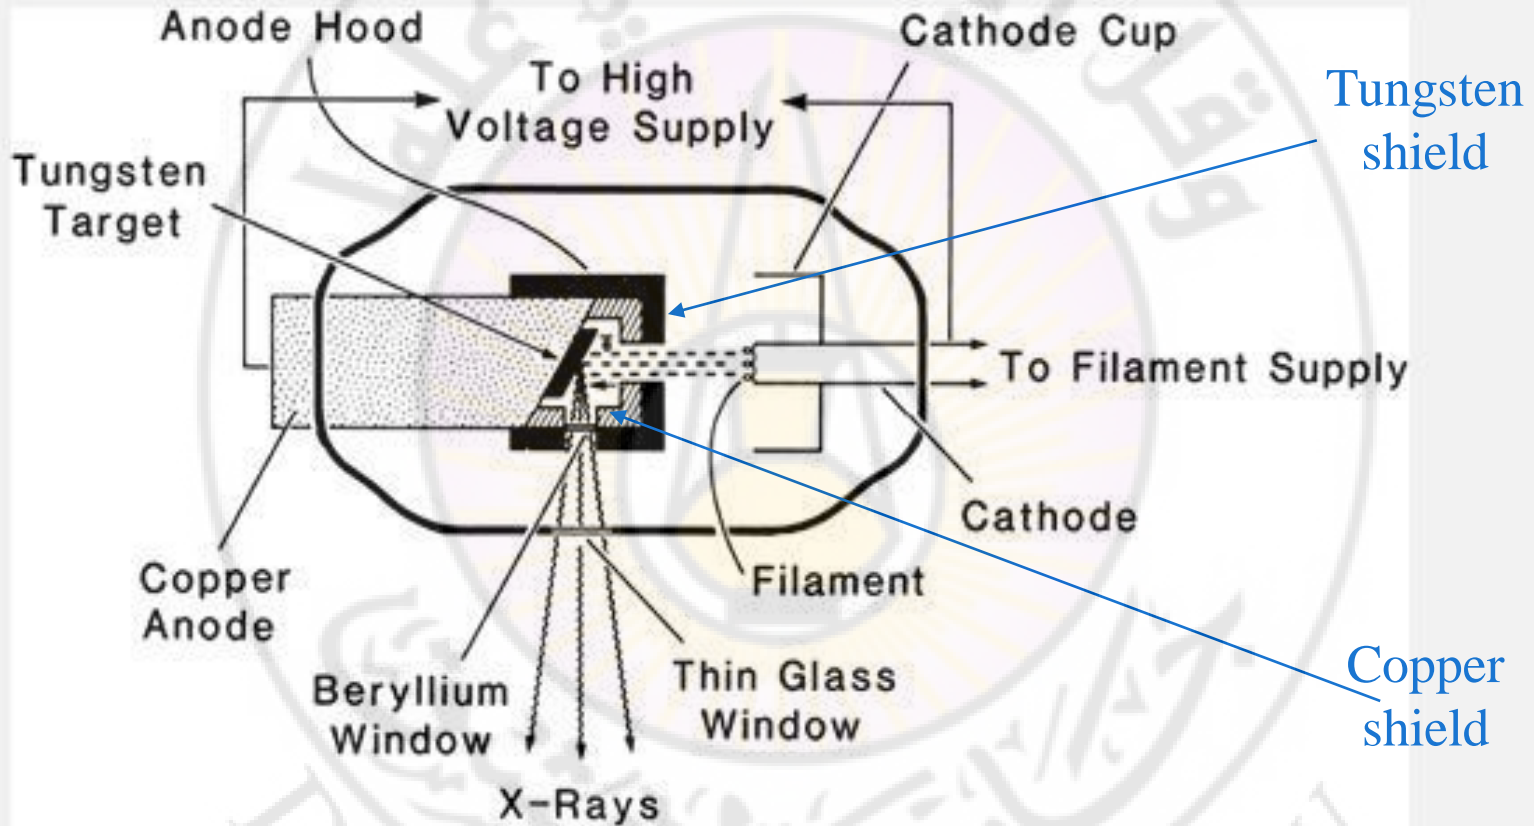 Anode Hood
Cathode Cup
To High
Voltage Supply
Tungsten
shield
Tungsten
Target
To Filament Supply
Cathode
Filament
Copper
Anode
Beryllium
Window
Thin Glass
Window
Copper
shield
X-Rays